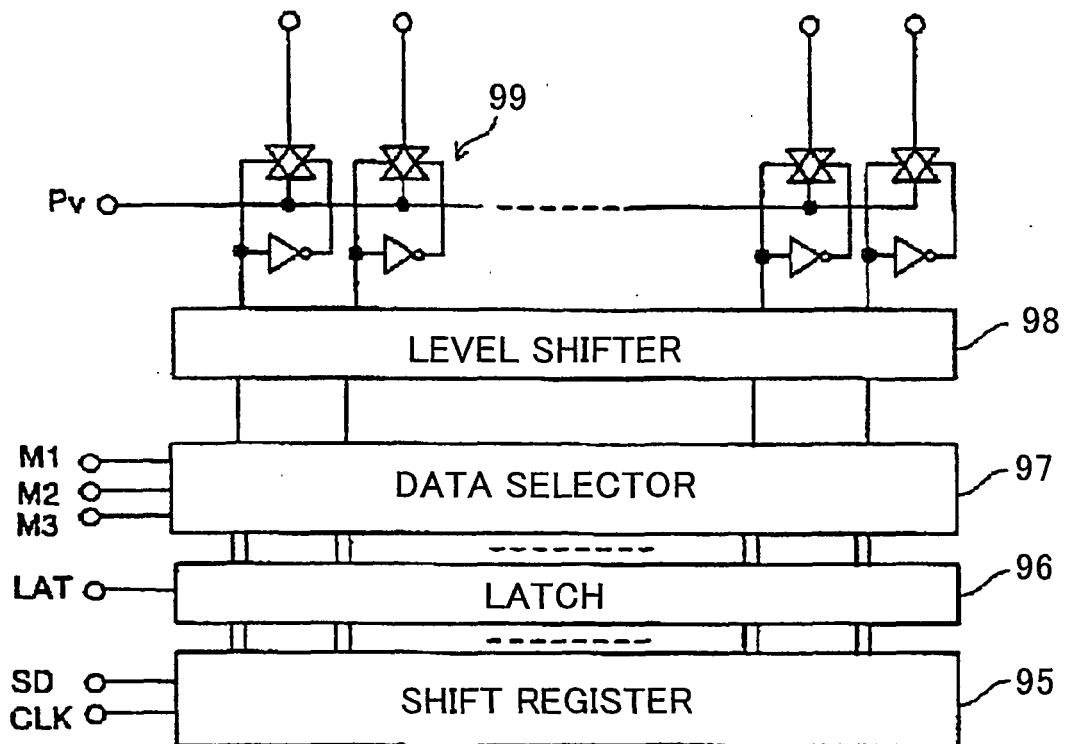 99
Pv
98
LEVEL SHIFTER
M1
M2
M3
DATA SELECTOR
97
LAT
LATCH
96
SD
CLK
SHIFT REGISTER
95